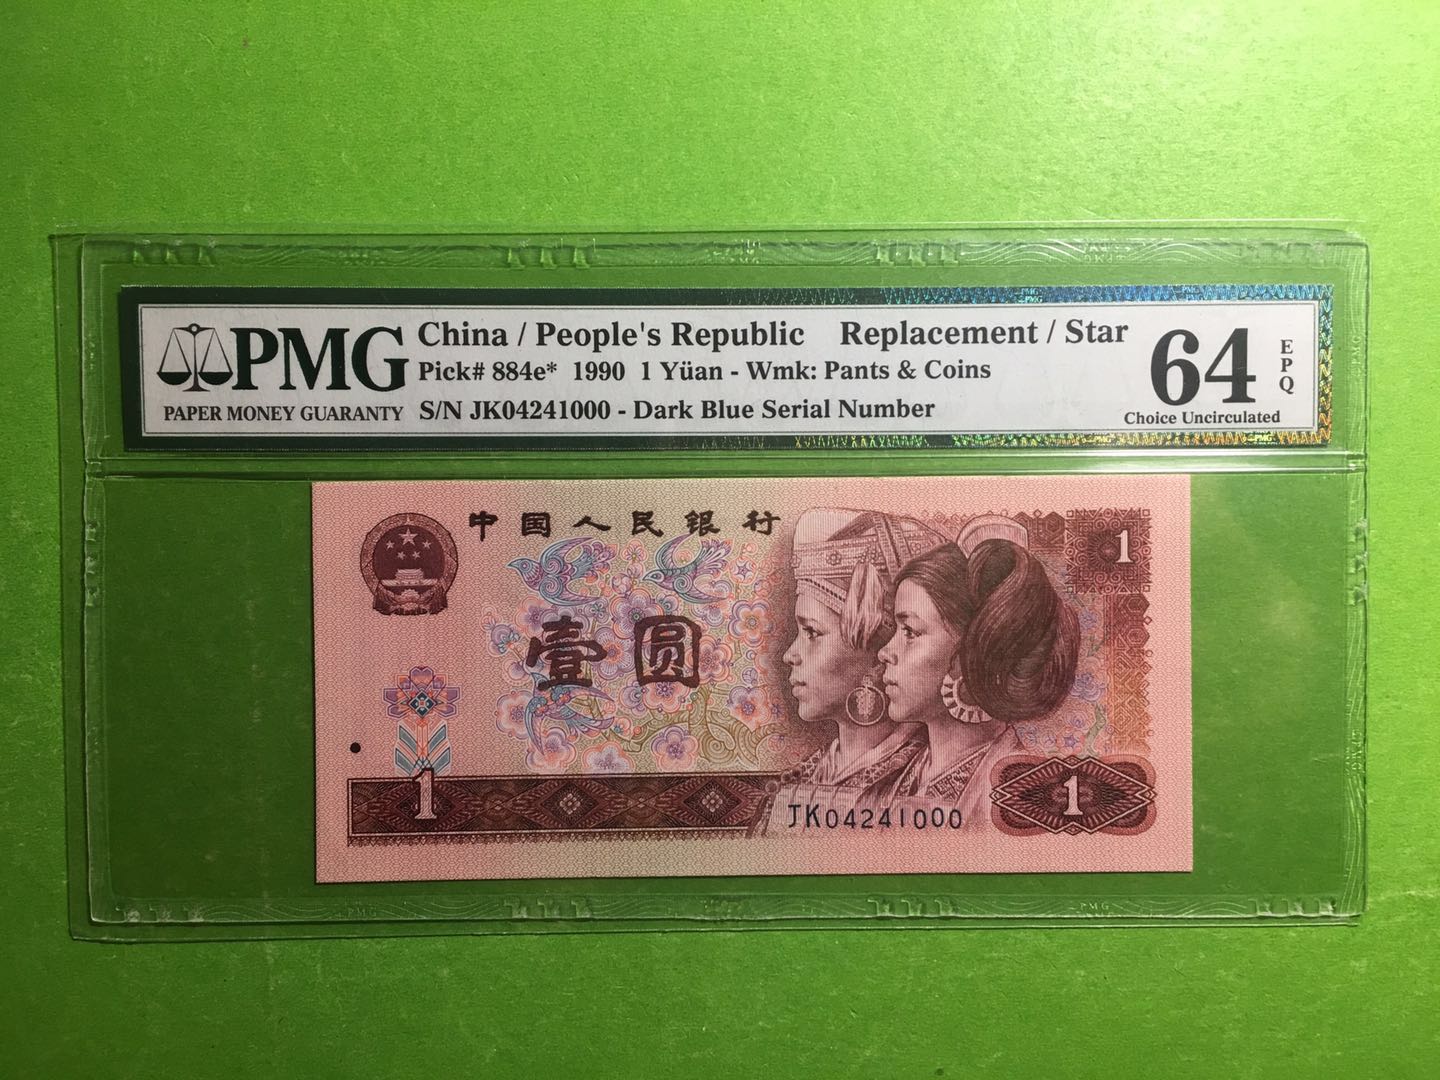 PMG
PAPER MONEY GUARANTY
China / People's Republic Replacement / Star
Pick# 884e* 1990 1 Yüan - Wmk: Pants & Coins
S/N JK04241000 - Dark Blue Serial Number
64
EPQ
Choice Uncirculated
中国人民银行
1
壹圆
1
JK04241000
1